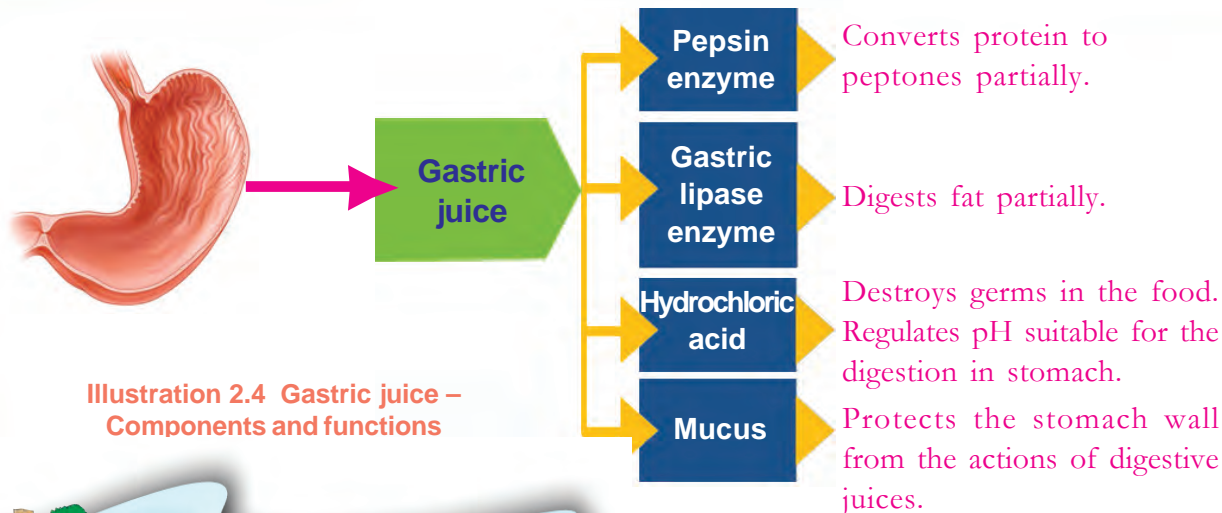 Gastric
juice
Pepsin
enzyme
Converts protein to
peptones partially.
Gastric
lipase
enzyme
Digests fat partially.
Hydrochloric
acid
Destroys germs in the food.
Regulates pH suitable for the
digestion in stomach.
Mucus
Protects the stomach wall
from the actions of digestive
juices.
Illustration 2.4 Gastric juice –
Components and functions